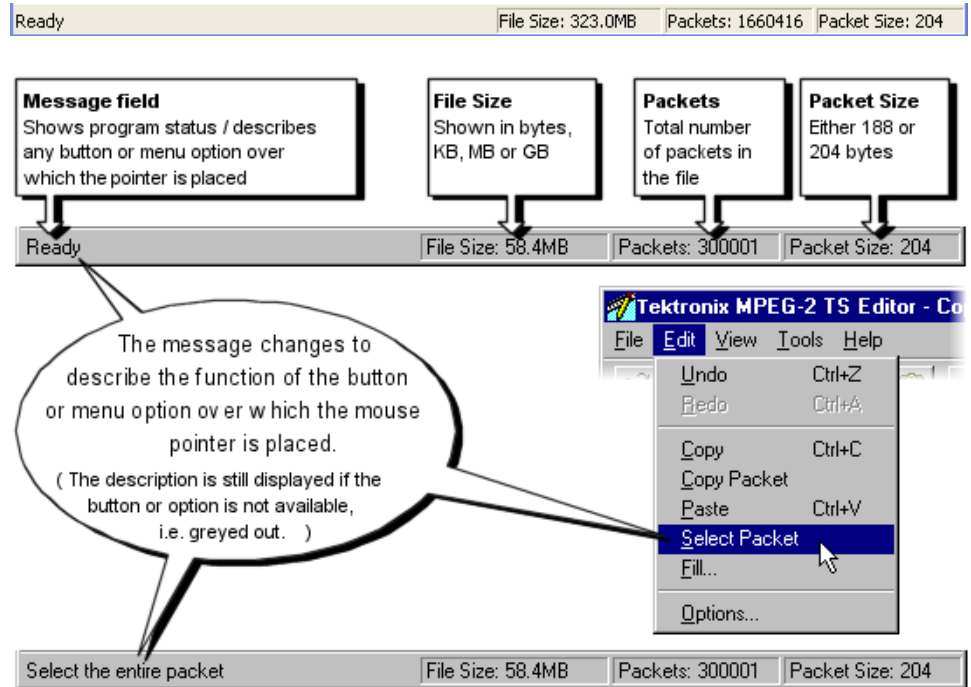 Ready File Size: 323.0MB Packets: 1660416 Packet Size: 204
Message field
Shows program status / describes
any button or menu option over
which the pointer is placed
File Size
Shown in bytes,
KB, MB or GB
Packets
Total number
of packets in
the file
Packet Size
Either 188 or
204 bytes
Ready File Size: 58.4MB Packets: 300001 Packet Size: 204
The message changes to
describe the function of the button
or menu option over which the mouse
pointer is placed.
( The description is still displayed if the
button or option is not available,
i.e. greyed out. )
Tektronix MPEG-2 TS Editor - Co
File Edit View Tools Help
Undo Ctrl+Z
Redo Ctrl+A
Copy Ctrl+C
Copy Packet
Paste Ctrl+V
Select Packet
Fill...
Options...
Select the entire packet File Size: 58.4MB Packets: 300001 Packet Size: 204